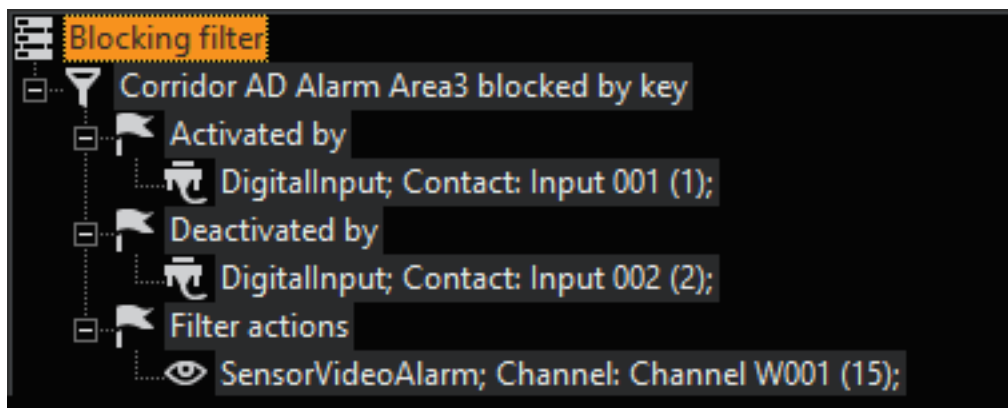 Blocking filter
Corridor AD Alarm Area3 blocked by key
Activated by
DigitalInput; Contact: Input 001 (1);
Deactivated by
DigitalInput; Contact: Input 002 (2);
Filter actions
SensorVideoAlarm; Channel: Channel W001 (15);